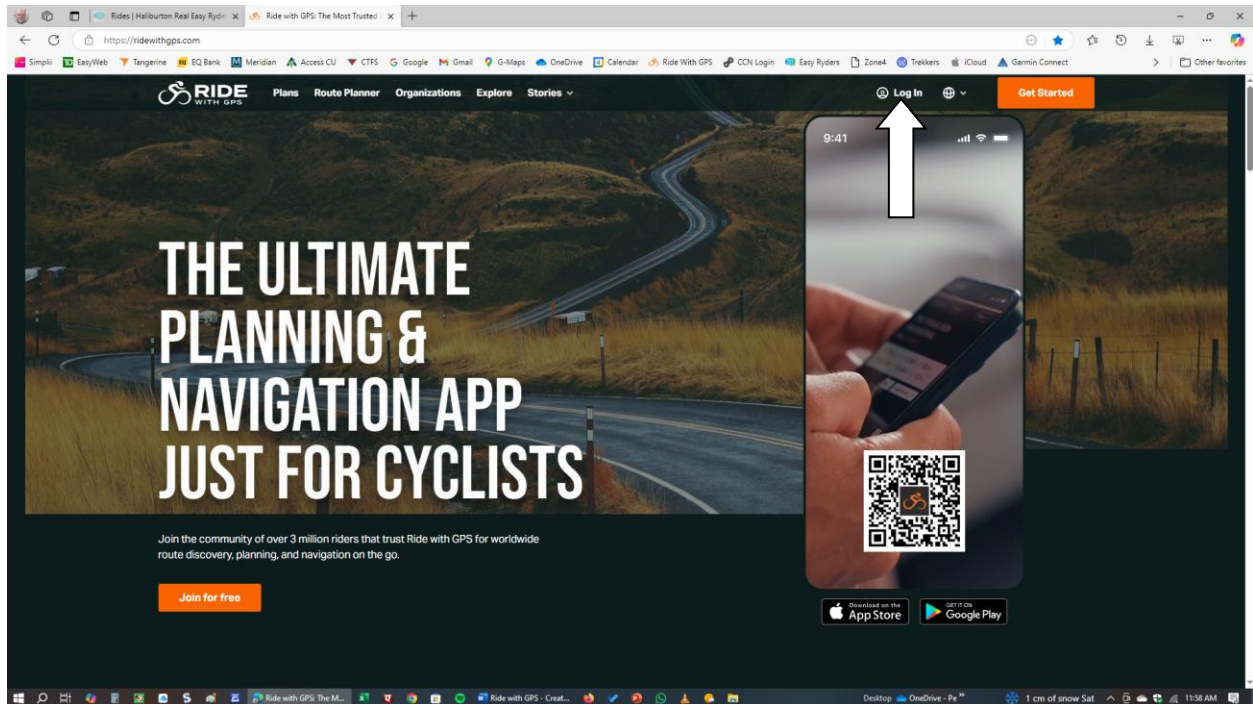 Rides | Haliburton Real Easy Ryde
Ride with GPS: The Most Trusted
https://ridewithgps.com
Simplii EasyWeb Tangerine EQ Bank Meridian Access CU CTFS Google Gmail G-Maps OneDrive Calendar Ride With GPS CCN Login Easy Ryders Zone4 Trekkers iCloud Garmin Connect Other favorites
RIDE
WITH GPS
Plans Route Planner Organizations Explore Stories Log In Get Started
9:41
THE ULTIMATE
PLANNING &
NAVIGATION APP
JUST FOR CYCLISTS
Join the community of over 3 million riders that trust Ride with GPS for worldwide
route discovery, planning, and navigation on the go.
Join for free
Download on the
App Store
GET IT ON
Google Play
Ride with GPS: The M... Ride with GPS - Creat... Desktop OneDrive - Pe 1 cm of snow Sat 11:58 AM